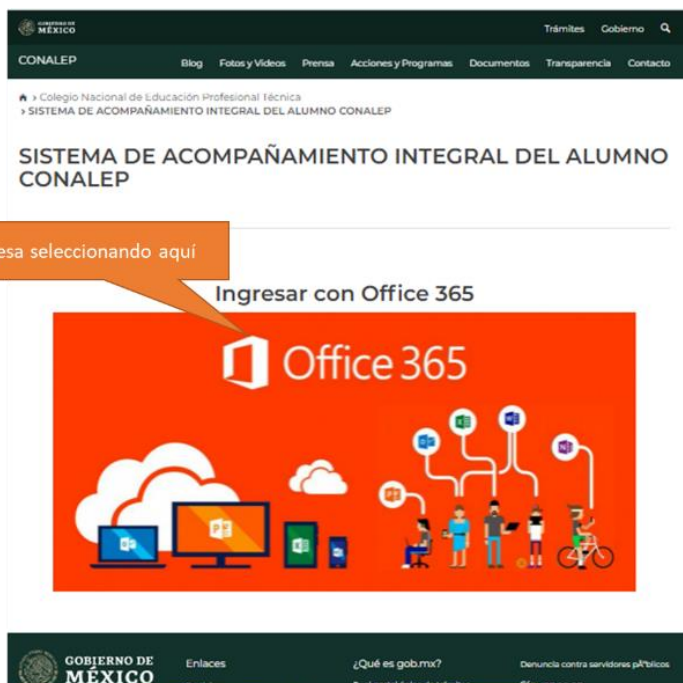 GOBIERNO DE
MÉXICO
Trámites Gobierno
CONALEP
Blog Fotos y Videos Prensa Acciones y Programas Documentos Transparencia Contacto
> Colegio Nacional de Educación Profesional Técnica
> SISTEMA DE ACOMPAÑAMIENTO INTEGRAL DEL ALUMNO CONALEP
SISTEMA DE ACOMPAÑAMIENTO INTEGRAL DEL ALUMNO
CONALEP
esa seleccionando aquí
Ingresar con Office 365
Office 365
GOBIERNO DE
MÉXICO
Enlaces
¿Qué es gob.mx?
Denuncia contra servidores pÃºblicos